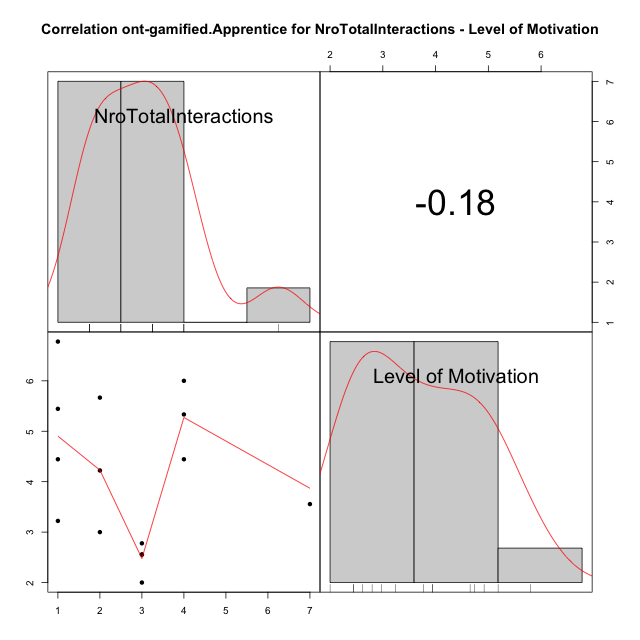 Correlation ont-gamified.Apprentice for NroTotalInteractions - Level of Motivation
2 3 4 5 6
NroTotalInteractions
-0.18
7
6
5
4
3
2
1
Level of Motivation
6
5
4
3
2
1 2 3 4 5 6 7